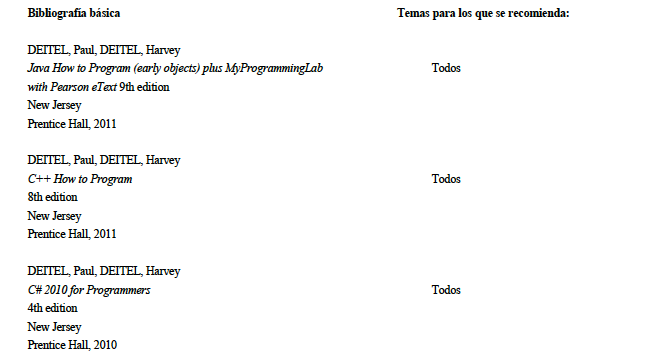 Bibliografía básica Temas para los que se recomienda:
DEITEL, Paul, DEITEL, Harvey
Java How to Program (early objects) plus MyProgrammingLab Todos
with Pearson eText 9th edition
New Jersey
Prentice Hall, 2011
DEITEL, Paul, DEITEL, Harvey
C++ How to Program Todos
8th edition
New Jersey
Prentice Hall, 2011
DEITEL, Paul, DEITEL, Harvey
C# 2010 for Programmers Todos
4th edition
New Jersey
Prentice Hall, 2010